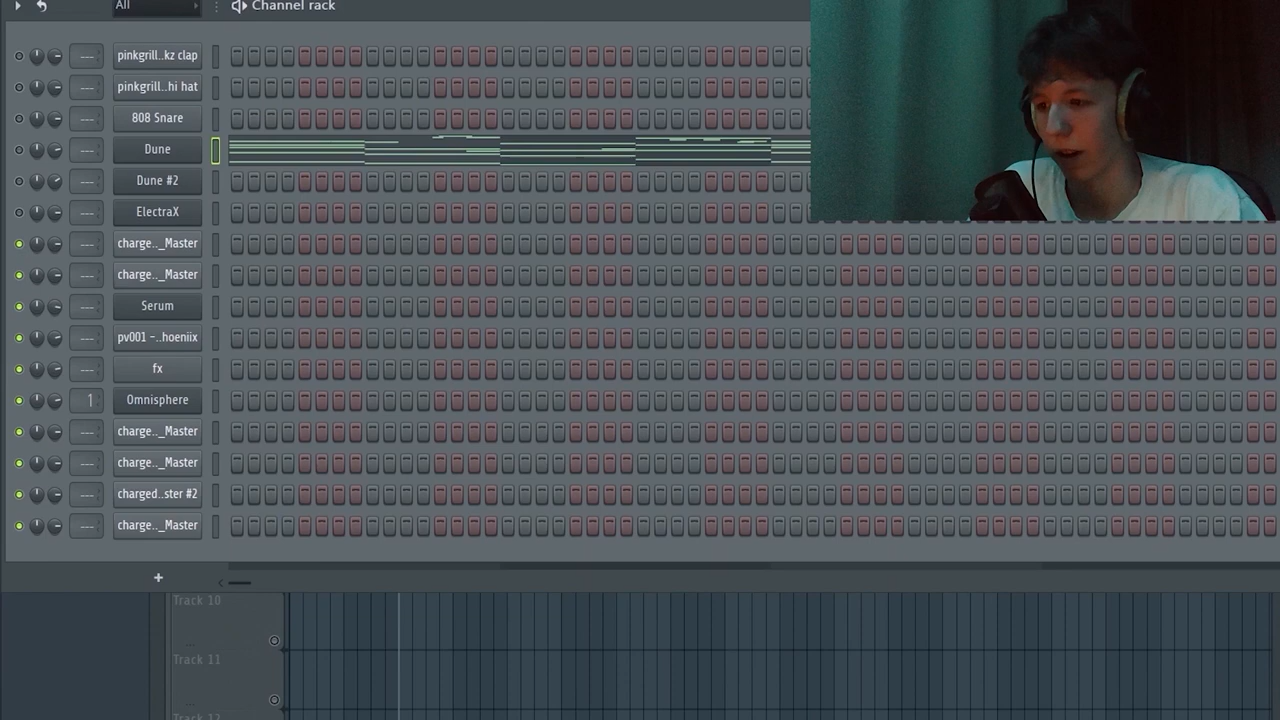 All
Channel rack
--- pinkgrill..kz clap
--- pinkgrill..hi hat
--- 808 Snare
--- Dune
--- Dune #2
--- ElectraX
--- charge.._Master
--- charge.._Master
--- Serum
--- pv001 -..hoeniix
--- fx
1 Omnisphere
--- charge.._Master
--- charge.._Master
--- charged..ster #2
--- charge.._Master
+
Track 10
...
Track 11
...
Track 12